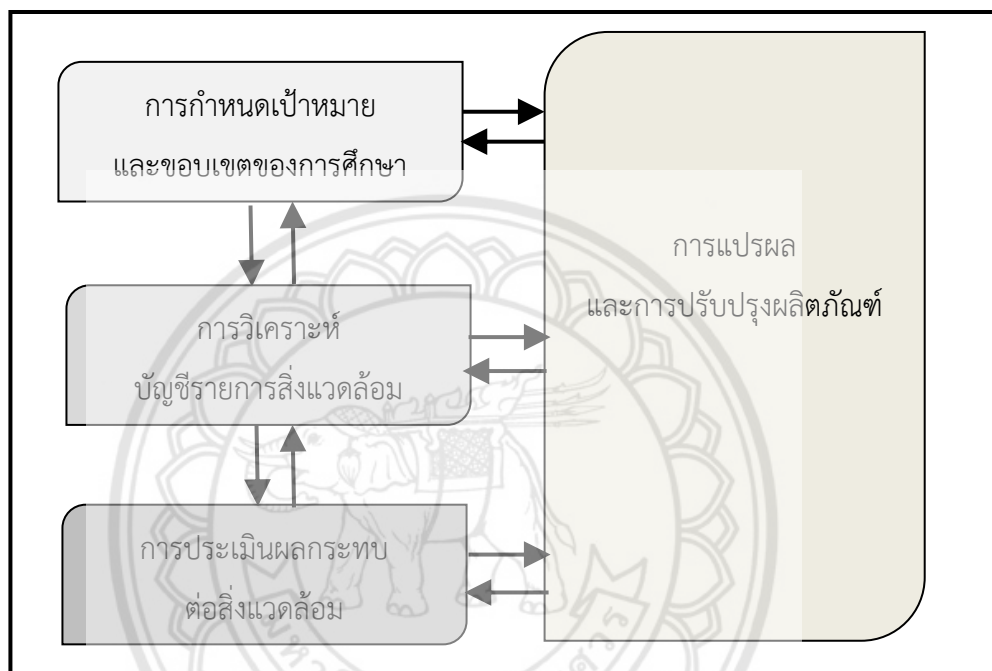 การกำหนดเป้าหมาย
และขอบเขตของการศึกษา
การแปรผล
และการปรับปรุงผลิตภัณฑ์
การวิเคราะห์
บัญชีรายการสิ่งแวดล้อม
การประเมินผลกระทบ
ต่อสิ่งแวดล้อม